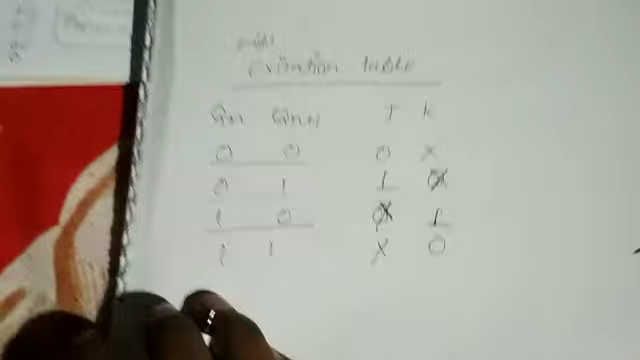 excitation table
Qn Qn+1 J K
0 0 0 X
0 1 1 X
1 0 X 1
1 1 X 0